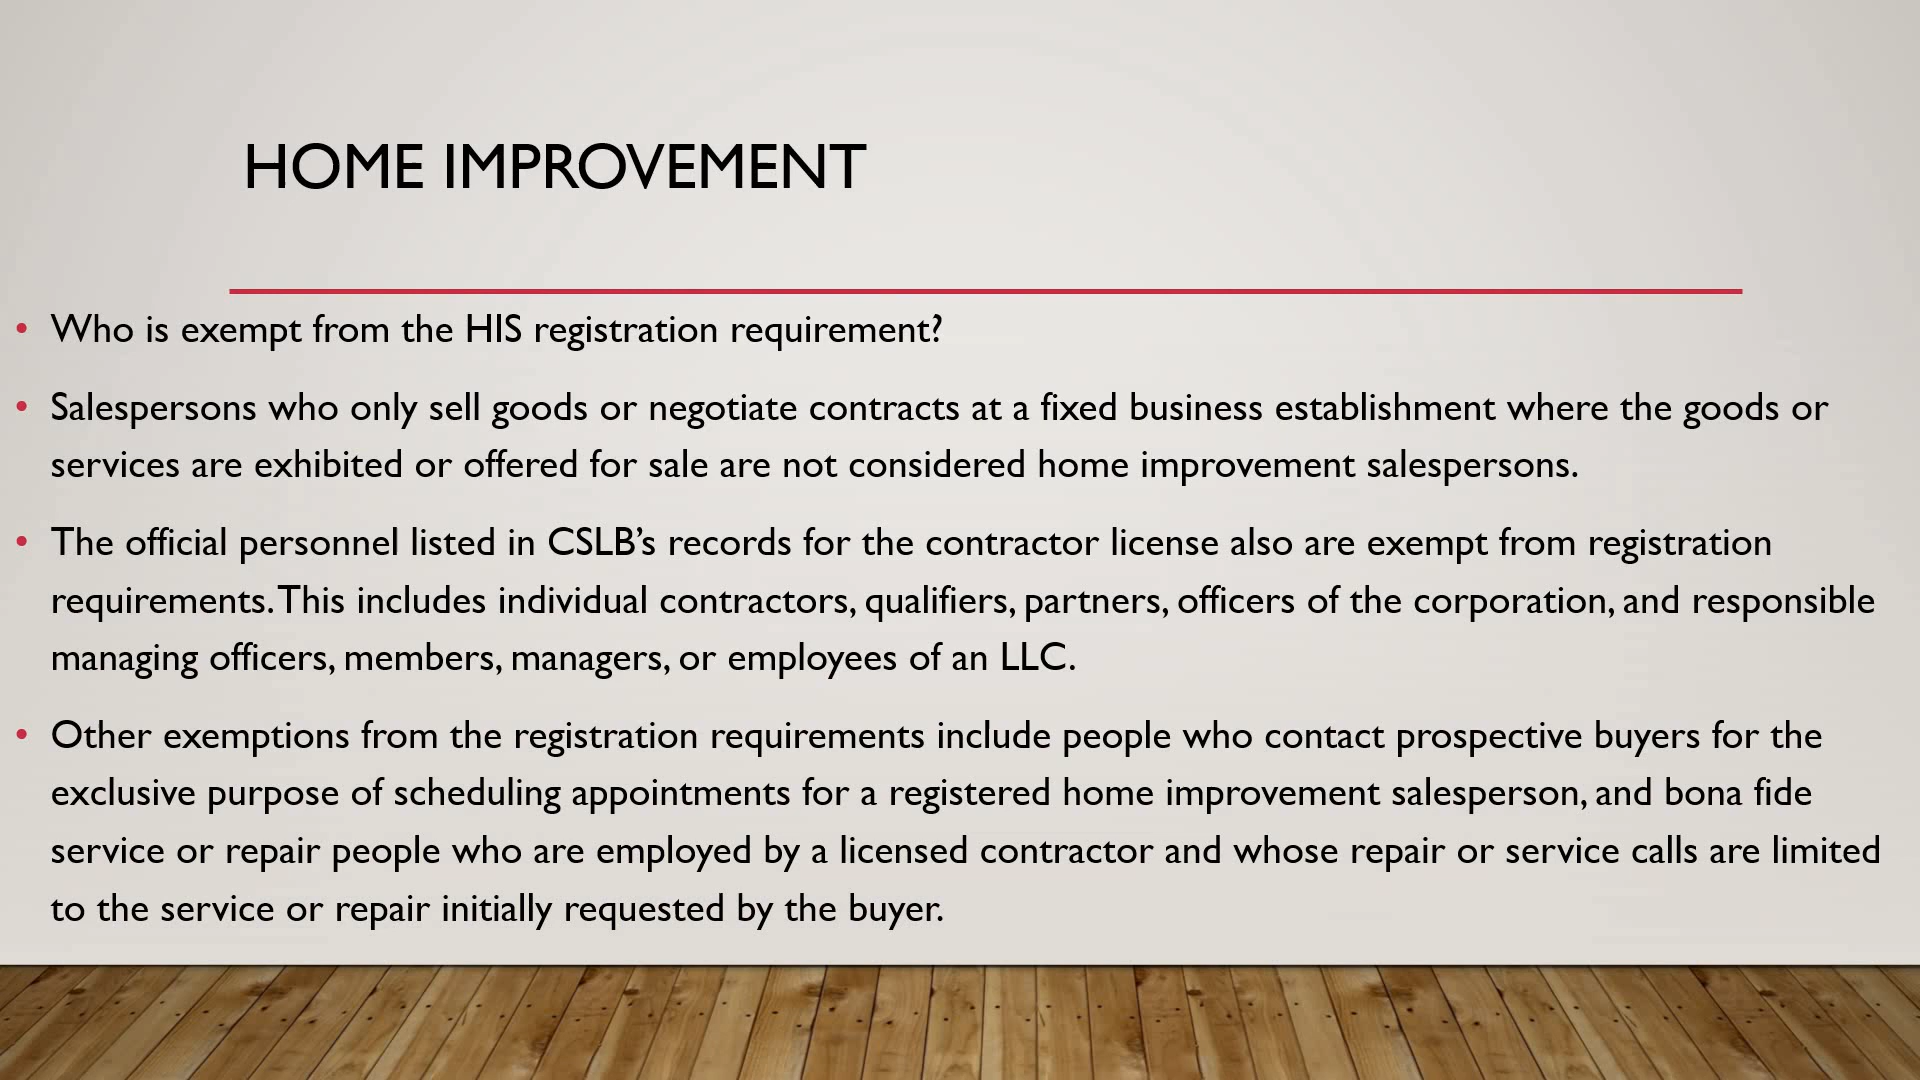 HOME IMPROVEMENT
• Who is exempt from the HIS registration requirement?
• Salespersons who only sell goods or negotiate contracts at a fixed business establishment where the goods or
services are exhibited or offered for sale are not considered home improvement salespersons.
• The official personnel listed in CSLB’s records for the contractor license also are exempt from registration
requirements. This includes individual contractors, qualifiers, partners, officers of the corporation, and responsible
managing officers, members, managers, or employees of an LLC.
• Other exemptions from the registration requirements include people who contact prospective buyers for the
exclusive purpose of scheduling appointments for a registered home improvement salesperson, and bona fide
service or repair people who are employed by a licensed contractor and whose repair or service calls are limited
to the service or repair initially requested by the buyer.